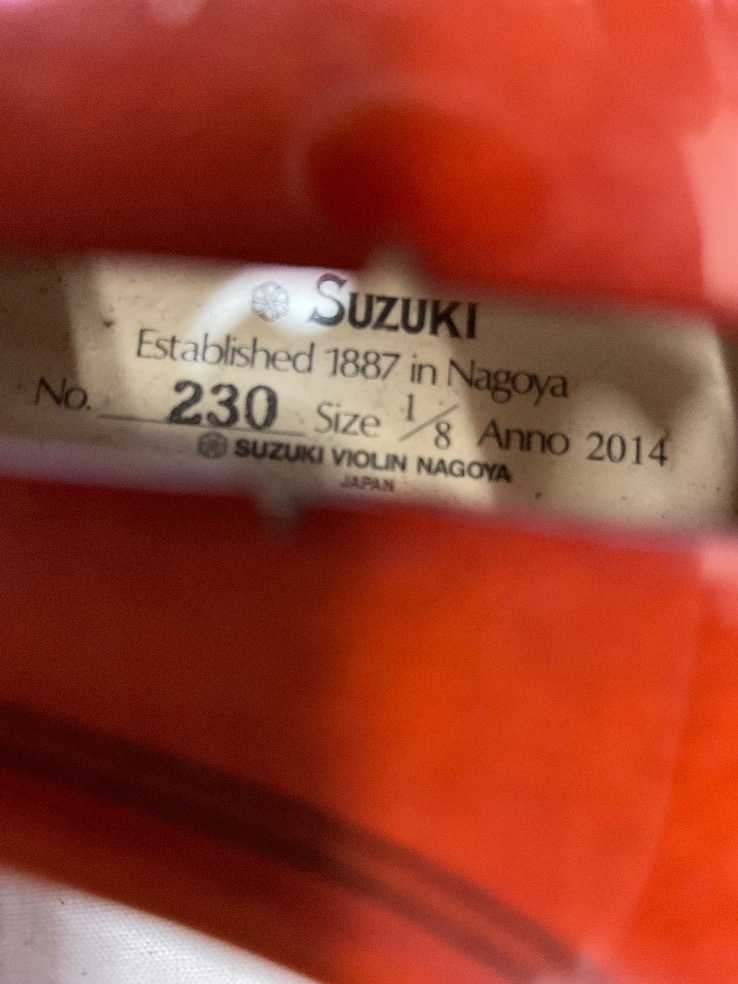 SUZUKI
Established 1887 in Nagoya
No. 230 Size 1/8 Anno 2014
SUZUKI VIOLIN NAGOYA
JAPAN